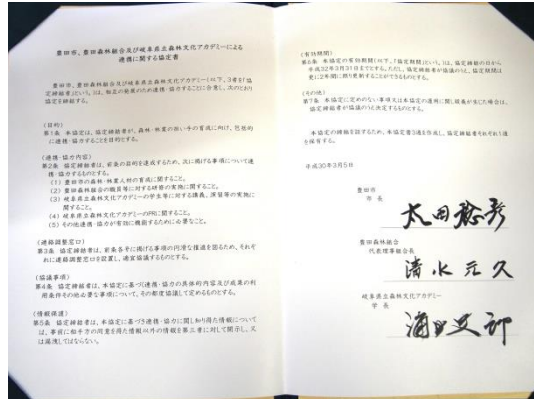 豊田市、豊田森林組合及び岐阜県立森林文化アカデミーによる
連携に関する協定書
豊田市、豊田森林組合及び岐阜県立森林文化アカデミー(以下、3者を「協
定締結者」という。)は、相互の発展のため連携・協力することに合意し、次のとおり
協定を締結する。
(目的)
第1条 本協定は、協定締結者が、森林・林業の担い手の育成に向け、包括的
に連携・協力することを目的とする。
(連携・協力内容)
第2条 協定締結者は、前条の目的を達成するため、次に掲げる事項について連
携・協力するものとする。
(1) 豊田市の森林・林業人材の育成に関すること。
(2) 豊田森林組合の職員等に対する研修の実施に関すること。
(3) 岐阜県立森林文化アカデミーの学生等に対する講義、演習等の実施に
関すること。
(4) 岐阜県立森林文化アカデミーのPRに関すること。
(5) その他連携・協力が有効に機能するために必要なこと。
(連絡調整窓口)
第3条 協定締結者は、前条各号に掲げる事項の円滑な推進を図るため、それぞ
れに連絡調整窓口を設置し、適宜協議するものとする。
(協議事項)
第4条 協定締結者は、本協定に基づく連携・協力の具体的内容及び成果の利
用条件その他必要な事項について、その都度協議して定めるものとする。
(情報保護)
第5条 協定締結者は、本協定に基づき連携・協力に関し知り得た情報について
は、事前に相手方の同意を得た情報以外の情報を第三者に対して開示し、又
は漏洩してはならない。
(有効期間)
第6条 本協定の有効期間(以下、「協定期間」という。)は、協定締結の日から
平成32年3月31日までとする。ただし、協定締結者が協議のうえ、協定期間は
更に2年間に限り更新することができるものとする。
(その他)
第7条 本協定に定めのない事項又は本協定の運用に関し疑義が生じた場合は、
協定締結者が協議のうえ決定するものとする。
本協定の締結を証するため、本協定書3通を作成し、協定締結者それぞれ1通
を保有する。
平成30年3月5日
豊田市
市長
太田稔彦
豊田森林組合
代表理事組合長
清水元久
岐阜県立森林文化アカデミー
学長